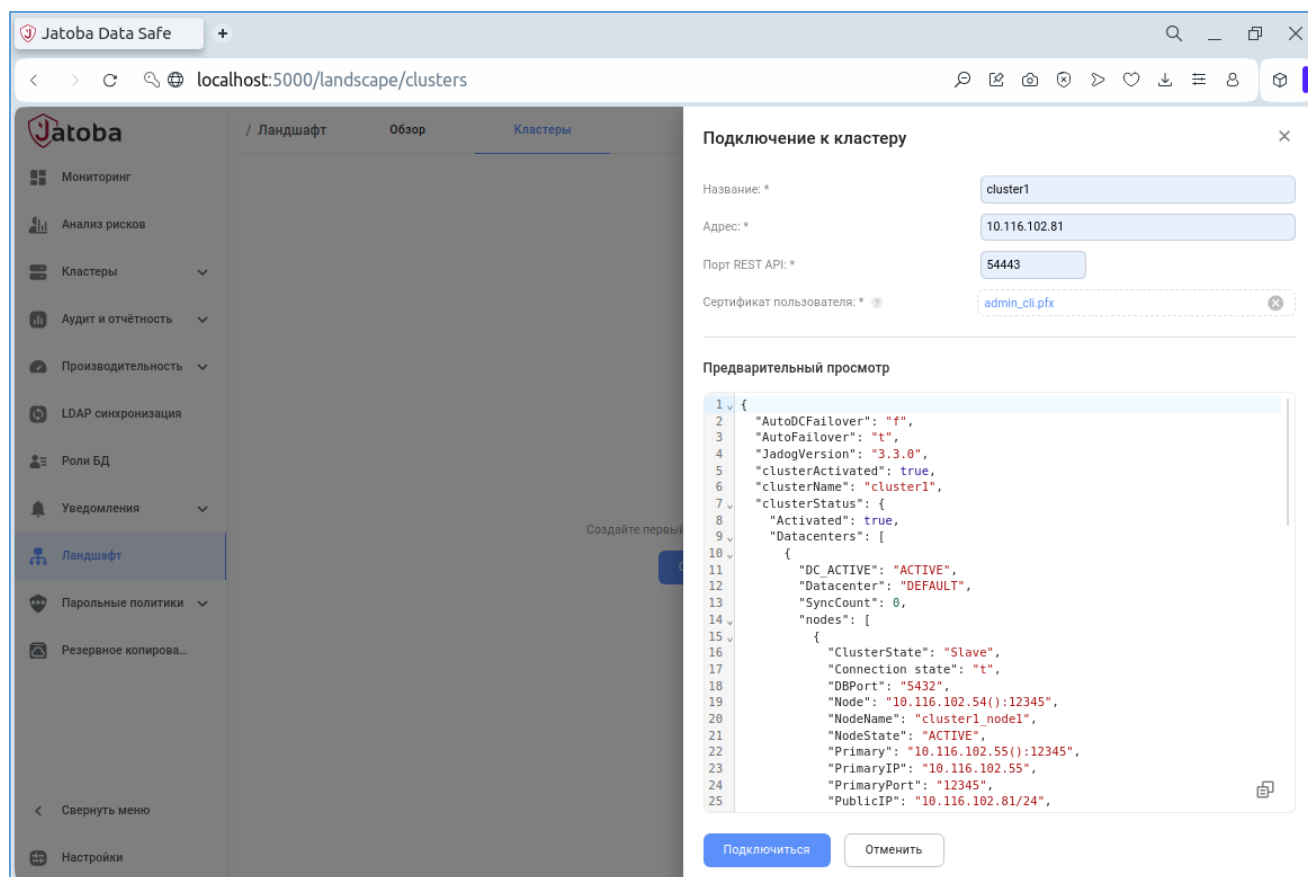 Jatoba Data Safe
localhost:5000/landscape/clusters
Jatoba
Мониторинг
Анализ рисков
Кластеры
Аудит и отчётность
Производительность
LDAP синхронизация
Роли БД
Уведомления
Ландшафт
Парольные политики
Резервное копирова...
Свернуть меню
Настройки
/ Ландшафт Обзор Кластеры
Создайте первый
Подключение к кластеру
Название: * cluster1
Адрес: * 10.116.102.81
Порт REST API: * 54443
Сертификат пользователя: * ? admin_cli.pfx
Предварительный просмотр
1 {
2 "AutoDCFailover": "f",
3 "AutoFailover": "t",
4 "JadogVersion": "3.3.0",
5 "clusterActivated": true,
6 "clusterName": "cluster1",
7 "clusterStatus": {
8 "Activated": true,
9 "Datacenters": [
10 {
11 "DC_ACTIVE": "ACTIVE",
12 "Datacenter": "DEFAULT",
13 "SyncCount": 0,
14 "nodes": [
15 {
16 "ClusterState": "Slave",
17 "Connection state": "t",
18 "DBPort": "5432",
19 "Node": "10.116.102.54():12345",
20 "NodeName": "cluster1_node1",
21 "NodeState": "ACTIVE",
22 "Primary": "10.116.102.55():12345",
23 "PrimaryIP": "10.116.102.55",
24 "PrimaryPort": "12345",
25 "PublicIP": "10.116.102.81/24",
Подключиться Отменить